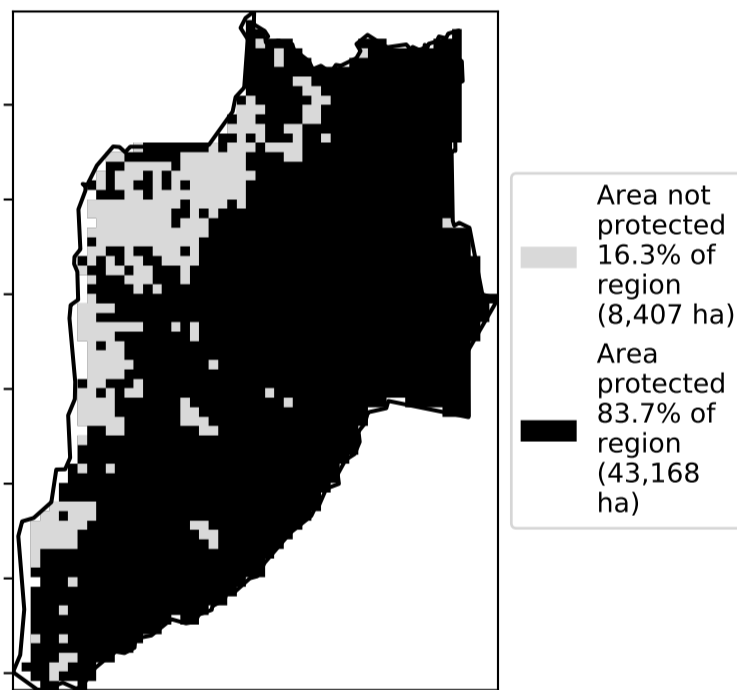 Area not
protected
16.3% of
region
(8,407 ha)
Area
protected
83.7% of
region
(43,168
ha)